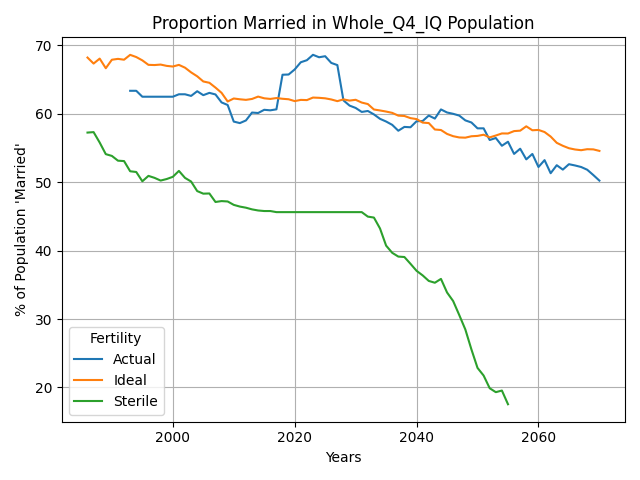 Proportion Married in Whole_Q4_IQ Population
% of Population 'Married'
70
60
50
40
30
20
Fertility
Actual
Ideal
Sterile
2000
2020
2040
2060
Years